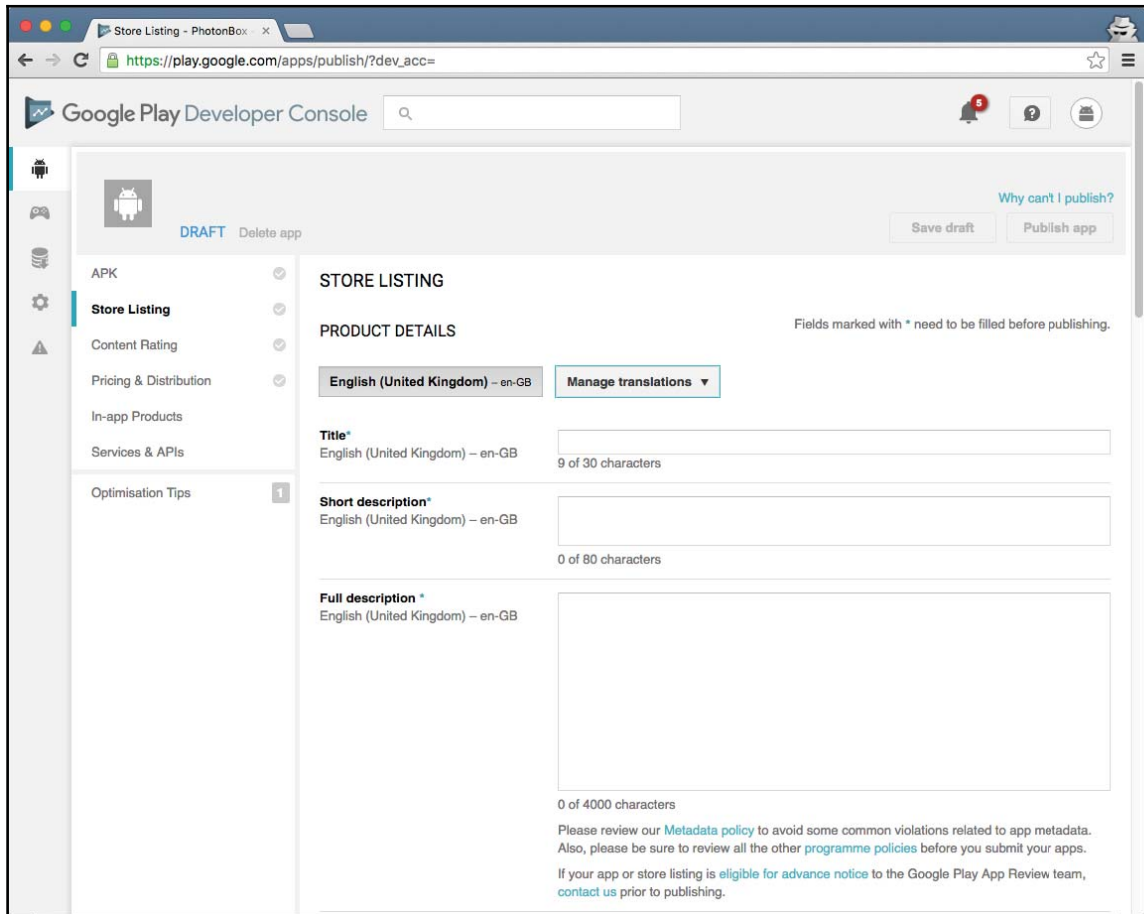 Store Listing - PhotonBox -
https://play.google.com/apps/publish/?dev_acc=
Google Play Developer Console
5
Why can't I publish?
DRAFT Delete app
Save draft Publish app
APK
Store Listing
Content Rating
Pricing & Distribution
In-app Products
Services & APIs
Optimisation Tips 1
STORE LISTING
PRODUCT DETAILS
Fields marked with * need to be filled before publishing.
English (United Kingdom) – en-GB Manage translations ▼
Title*
English (United Kingdom) – en-GB
9 of 30 characters
Short description*
English (United Kingdom) – en-GB
0 of 80 characters
Full description *
English (United Kingdom) – en-GB
0 of 4000 characters
Please review our Metadata policy to avoid some common violations related to app metadata.
Also, please be sure to review all the other programme policies before you submit your apps.
If your app or store listing is eligible for advance notice to the Google Play App Review team,
contact us prior to publishing.